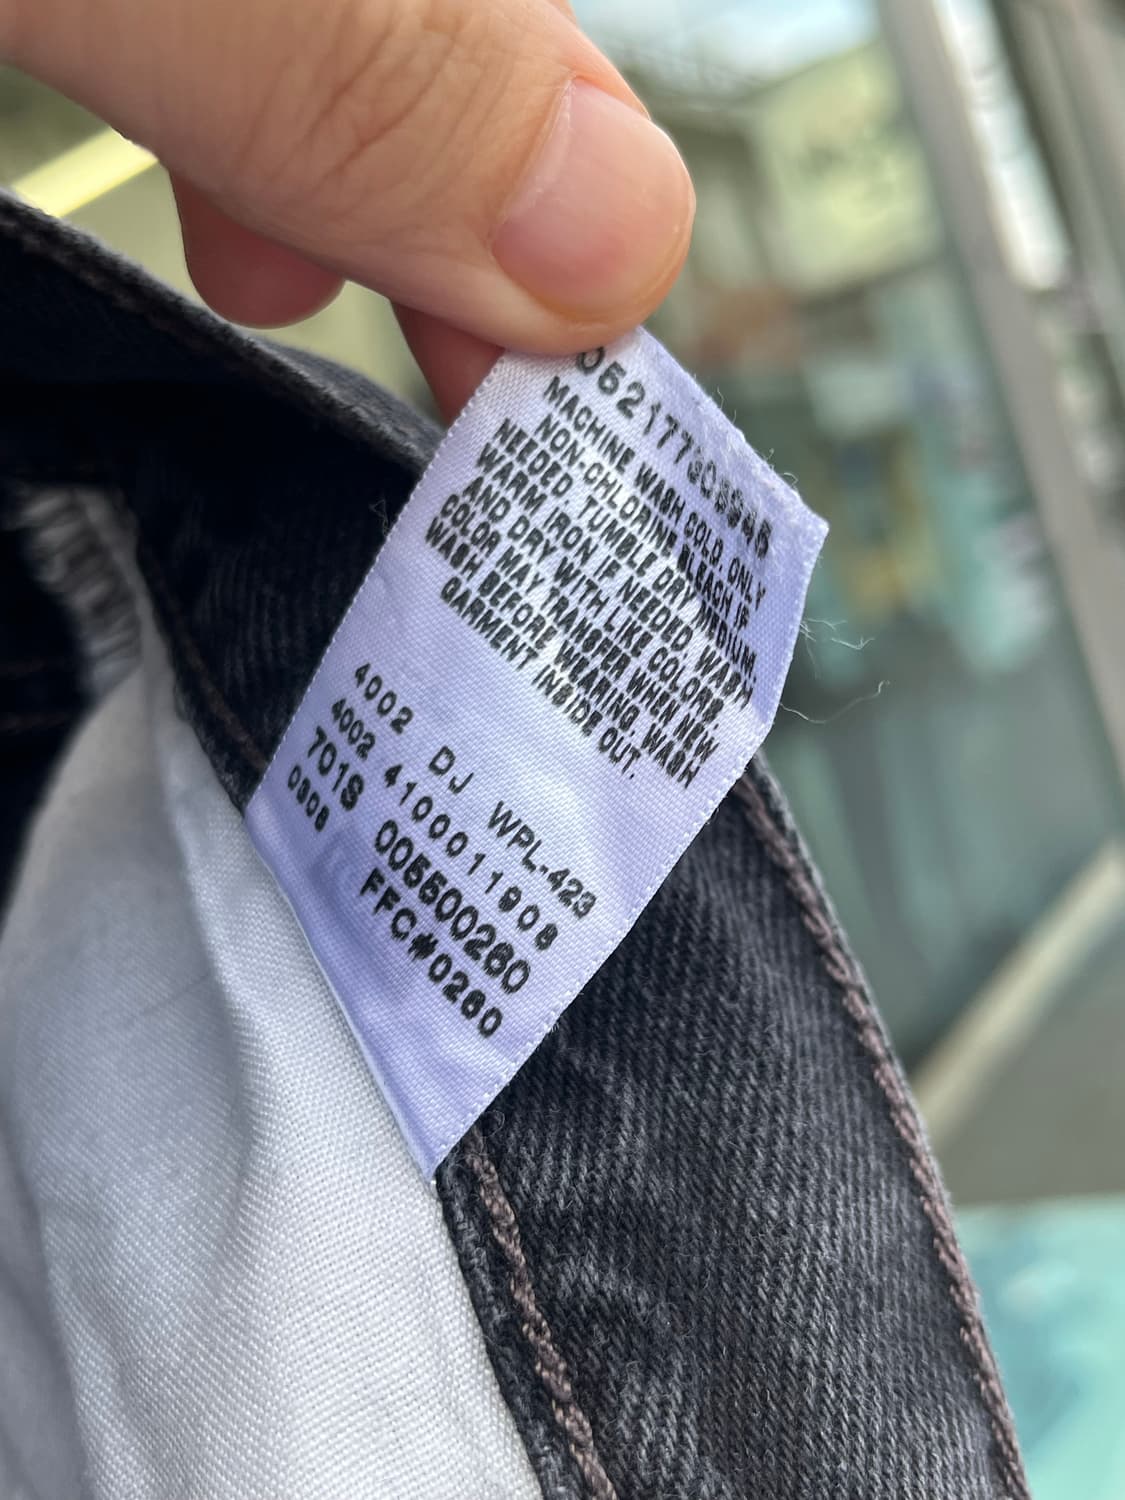 MACHINE WASH COLD. ONLY
NON-CHLORINE BLEACH IF
NEEDED. TUMBLE DRY MEDIUM.
WARM IRON IF NEEDED. WASH
AND DRY WITH LIKE COLORS.
COLOR MAY TRANSFER WHEN NEW
WASH BEFORE WEARING. WASH
GARMENT INSIDE OUT.
4002 DJ WPL-423
4002 4100011908
701S 005500260
0808 FFC#0260